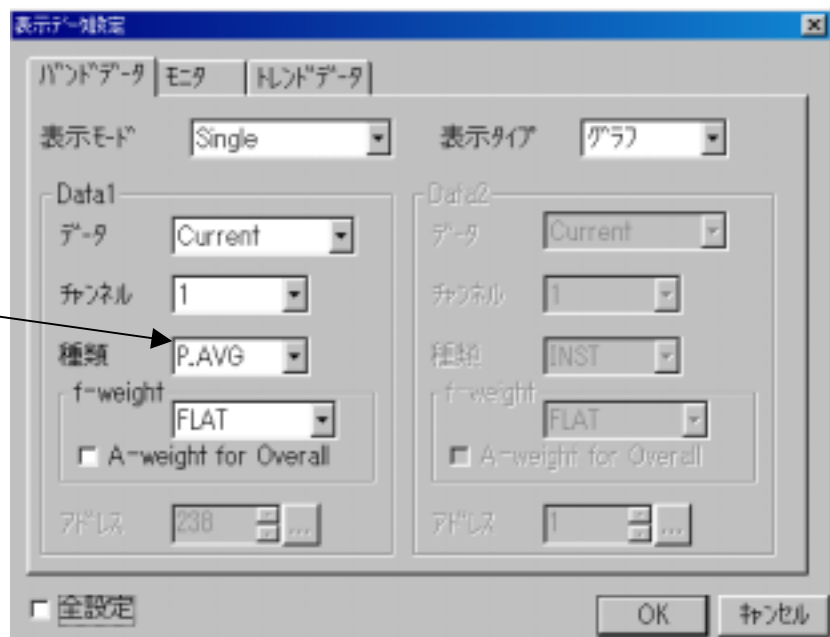 表示ﾃﾞｰﾀ設定
ﾊﾞﾝﾄﾞﾃﾞｰﾀ ﾓﾆﾀ ﾄﾚﾝﾄﾞﾃﾞｰﾀ
表示ﾓｰﾄﾞ Single 表示ﾀｲﾌﾟ ｸﾞﾗﾌ
Data1 Data2
ﾃﾞｰﾀ Current ﾃﾞｰﾀ Current
ﾁｬﾝﾈﾙ 1 ﾁｬﾝﾈﾙ 1
種類 P.AVG 種類 INST
f-weight f-weight
FLAT FLAT
A-weight for Overall A-weight for Overall
ｱﾄﾞﾚｽ 238 ... ｱﾄﾞﾚｽ 1 ...
全設定 OK ｷｬﾝｾﾙ